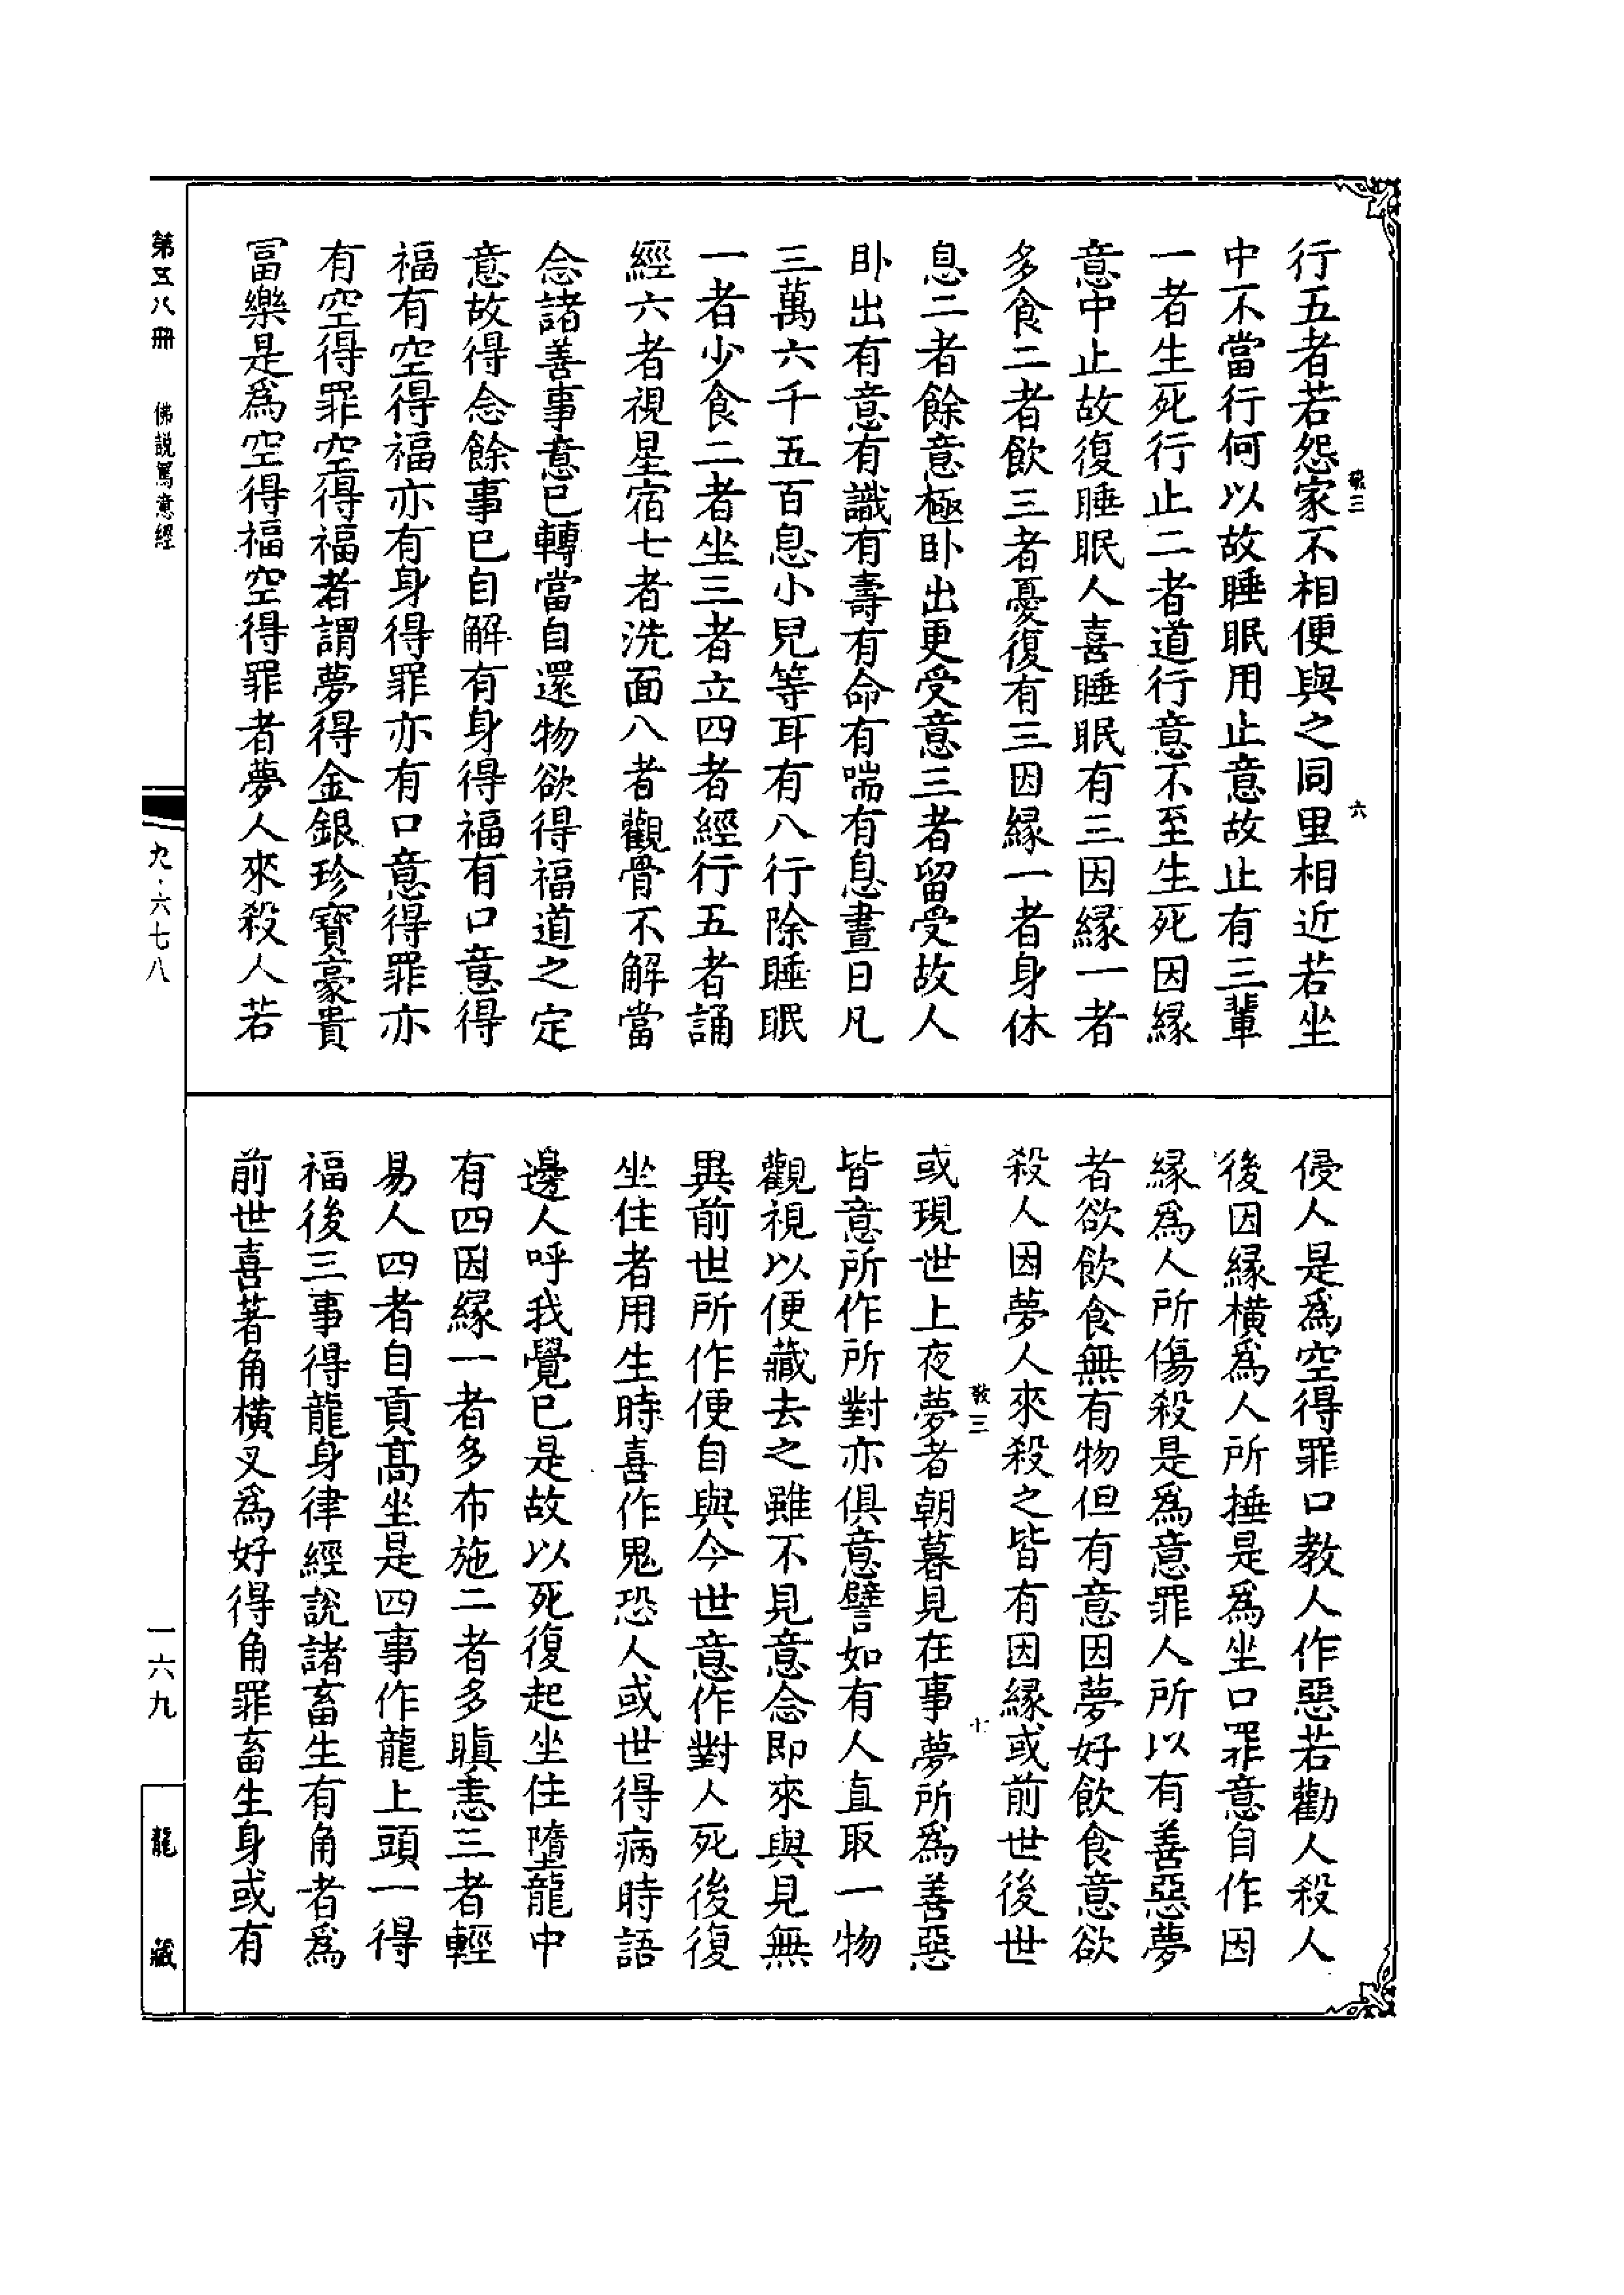 行五者若怨家不相便與之同里相近若坐
中不當行何以故睡眠用止意故止有三輩
一者生死行止二者道行意不至生死因縁
意中止故復睡眠人喜睡眠有三因縁一者
多食二者飲三者憂復有三因縁一者身休
息二者餘意極卧出更受意三者留受故人
卧出有意有識有壽有命有喘有息晝日凡
三萬六千五百息小兒等耳有八行除睡眠
一者少食二者坐三者立四者經行五者誦
經六者視星宿七者洗面八者觀骨不解當
念諸善事意已轉當自還物欲得福道之定
意故得念餘事已自解有身得福有口意得
福有空得福亦有身得罪亦有口意得罪亦
有空得罪空得福者謂夢得金銀珍寶豪貴
冨樂是為空得福空得罪者夢人來殺人若
侵人是為空得罪口教人作惡若勸人殺人
後因縁橫為人所捶是為坐口罪意自作因
縁為人所傷殺是為意罪人所以有善惡夢
者欲飲食無有物但有意因夢好飲食意欲
殺人因夢人來殺之皆有因縁或前世後世
或現世上夜夢者朝暮見在事夢所為善惡
皆意所作所對亦俱意譬如有人直取一物
觀視以便藏去之雖不見意念即來與見無
異前世所作便自與今世意作對人死後復
坐住者用生時喜作鬼恐人或世得病時語
邊人呼我覺已是故以死復起坐住墮龍中
有四因縁一者多布施二者多瞋恚三者輕
易人四者自貢髙坐是四事作龍上頭一得
福後三事得龍身律經說諸畜生有角者為
前世喜著角橫叉為好得角罪畜生身或有
敬三
六
敬三
七
第五八冊　佛説罵意經
九·六七八
一六九
龍藏